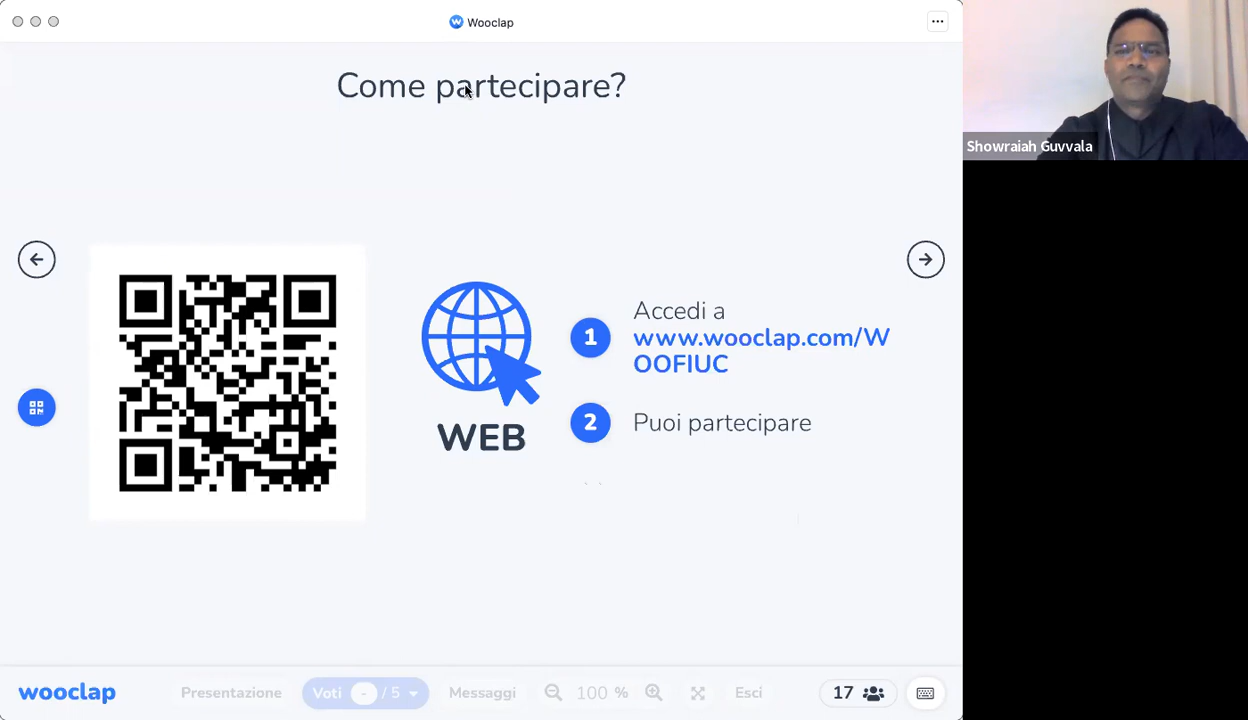 Wooclap
Come partecipare?
Showraiah Guvvala
Accedi a
1
www.wooclap.com/W
OOFIUC
WEB
2 Puoi partecipare
wooclap Presentazione Voti - / 5 Messaggi 100 % Esci 17